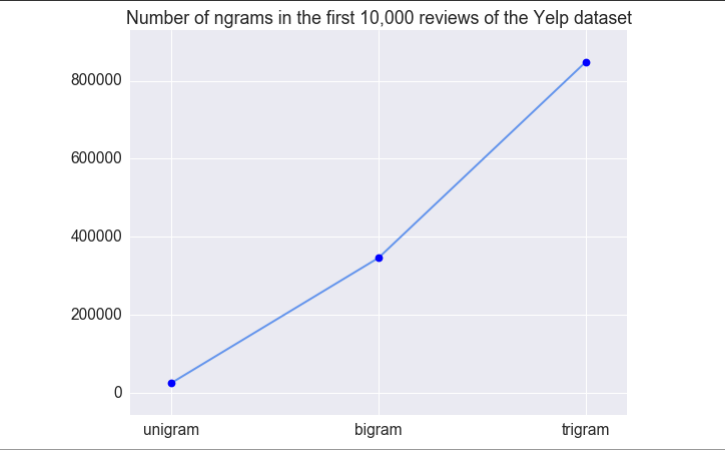 Number of ngrams in the first 10,000 reviews of the Yelp dataset
800000
600000
400000
200000
0
unigram bigram trigram